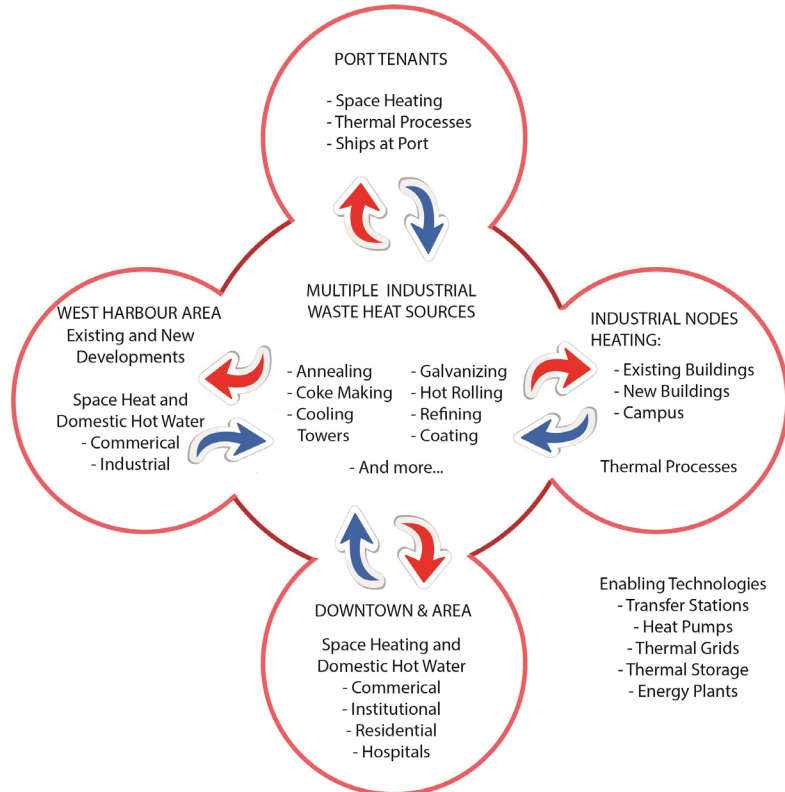 PORT TENANTS
- Space Heating
- Thermal Processes
- Ships at Port
MULTIPLE INDUSTRIAL
WASTE HEAT SOURCES
- Annealing
- Coke Making
- Cooling
Towers
- Galvanizing
- Hot Rolling
- Refining
- Coating
- And more...
WEST HARBOUR AREA
Existing and New
Developments
Space Heat and
Domestic Hot Water
- Commerical
- Industrial
INDUSTRIAL NODES
HEATING:
- Existing Buildings
- New Buildings
- Campus
Thermal Processes
DOWNTOWN & AREA
Space Heating and
Domestic Hot Water
- Commerical
- Institutional
- Residential
- Hospitals
Enabling Technologies
- Transfer Stations
- Heat Pumps
- Thermal Grids
- Thermal Storage
- Energy Plants